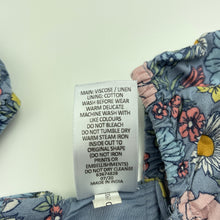 MAIN: VISCOSE / LINEN
LINING: COTTON
WASH BEFORE WEAR
WARM DELICATE
MACHINE WASH WITH
LIKE COLOURS
DO NOT BLEACH
DO NOT TUMBLE DRY
WARM STEAM IRON
INSIDE OUT TO
ORIGINAL SHAPE
DO NOT IRON
PRINTS OR
EMBELLISHMENTS
DO NOT DRY CLEAN
07/20
MADE IN INDIA